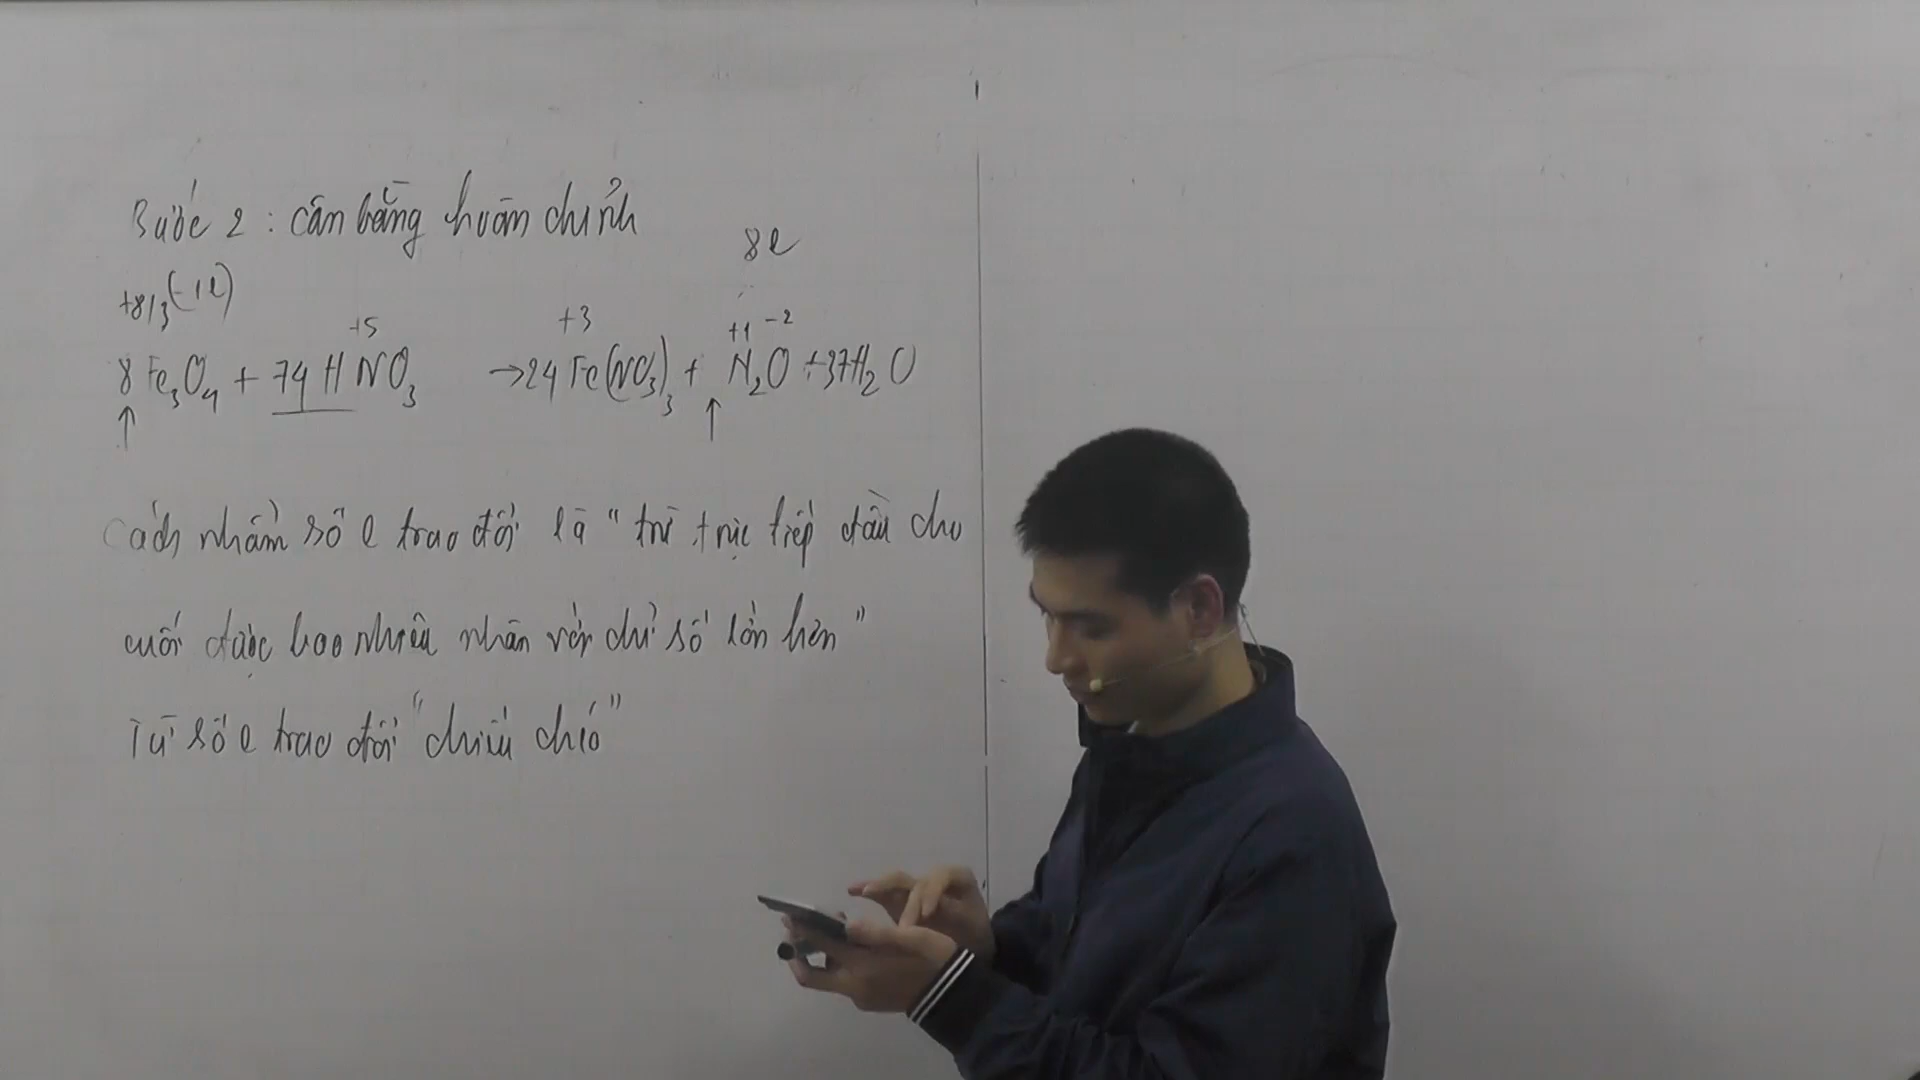 Bước 2 : cân bằng hoàn chỉnh
8e
+8/3 (-1e)
+5 +3 +1 -2
8 Fe3O4 + 74 HNO3 → 24 Fe(NO3)3 + N2O + 37H2O
↑ ↑
Cách nhẩm số e trao đổi là "trừ trực tiếp đầu cho
cuối được bao nhiêu nhân với chỉ số lớn hơn"
Từ số e trao đổi "chiếu chéo"